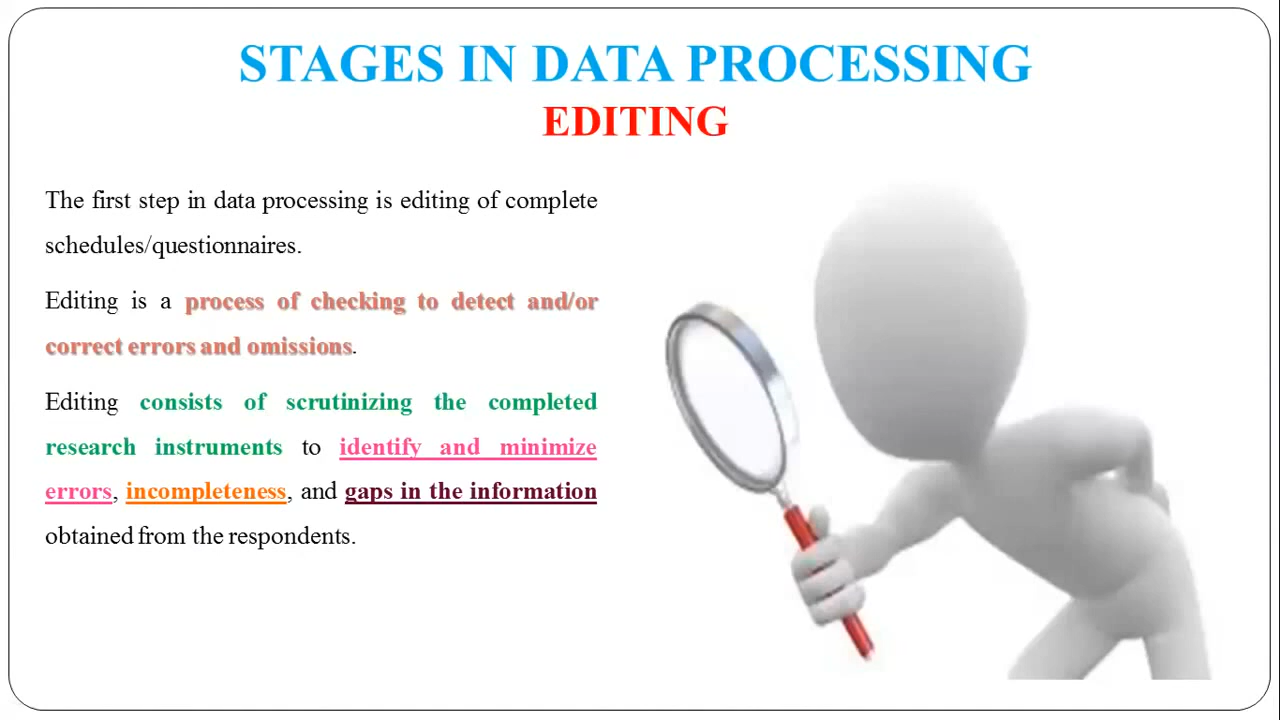 STAGES IN DATA PROCESSING
EDITING
The first step in data processing is editing of complete
schedules/questionnaires.
Editing is a process of checking to detect and/or
correct errors and omissions.
Editing consists of scrutinizing the completed
research instruments to identify and minimize
errors, incompleteness, and gaps in the information
obtained from the respondents.